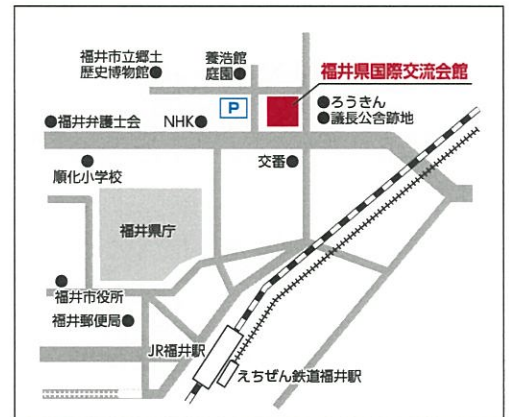 福井市立郷土
歴史博物館
養浩館
庭園
福井県国際交流会館
P
ろうきん
議長公舎跡地
福井弁護士会
NHK
交番
順化小学校
福井県庁
福井市役所
福井郵便局
JR福井駅
えちぜん鉄道福井駅